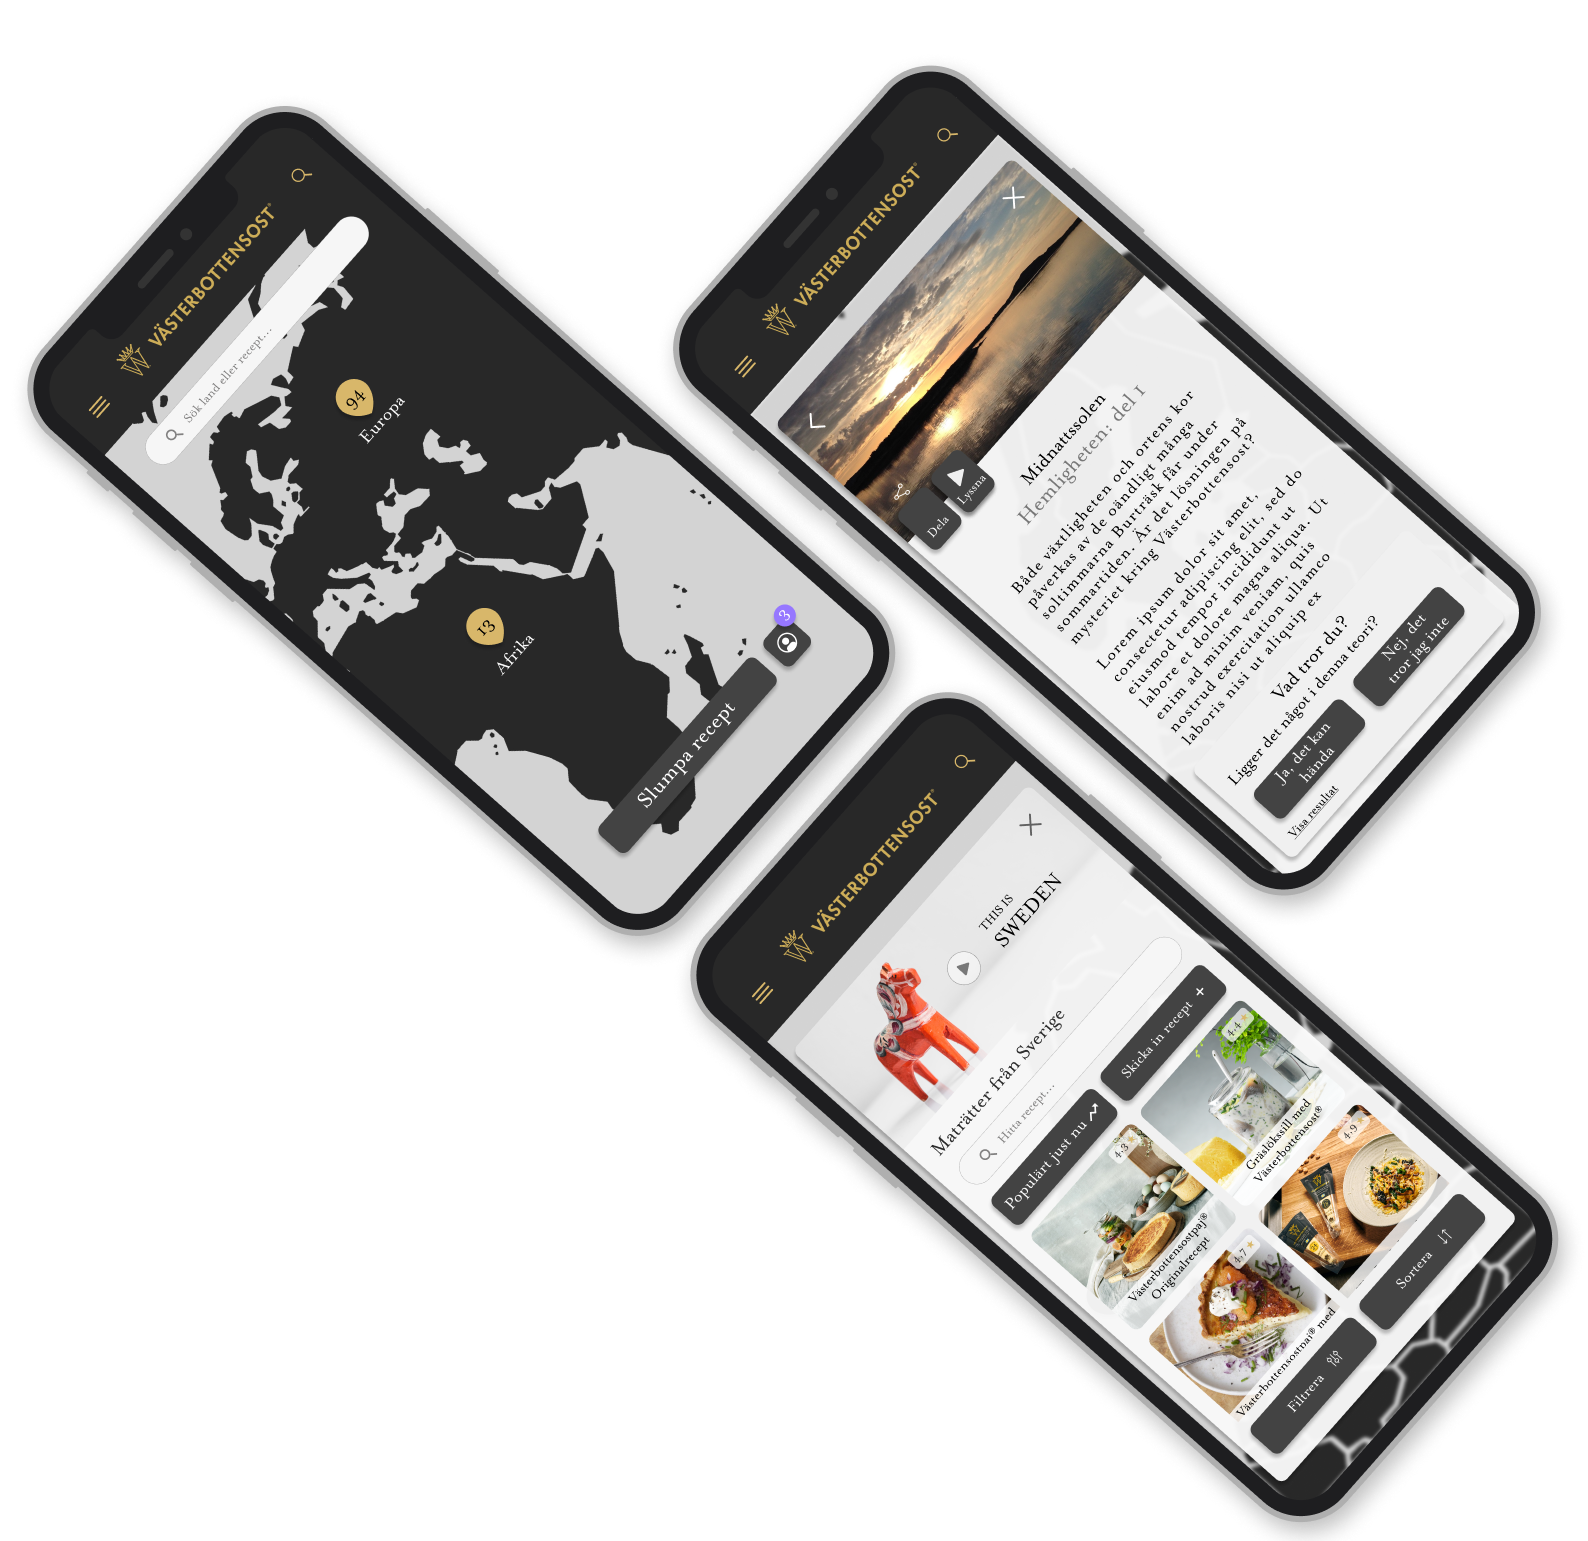 VÄSTERBOTTENSOST®
Sök land eller recept...
94
Europa
13
Afrika
3
Slumpa recept
VÄSTERBOTTENSOST®
Dela
Lyssna
Midnattssolen
Hemligheten: del 1
Både växtligheten och ortens kor
påverkas av de oändligt många
soltimmarna Burträsk får under
sommartiden. Är det lösningen på
mysteriet kring Västerbottensost?
Lorem ipsum dolor sit amet,
consectetur adipiscing elit, sed do
eiusmod tempor incididunt ut
labore et dolore magna aliqua. Ut
enim ad minim veniam, quis
nostrud exercitation ullamco
laboris nisi ut aliquip ex
Vad tror du?
Ligger det något i denna teori?
Ja, det kan
hända
Nej, det
tror jag inte
Visa resultat
VÄSTERBOTTENSOST®
THIS IS
SWEDEN
Maträtter från Sverige
Hitta recept...
Populärt just nu
Skicka in recept +
4.3
Västerbottensostpaj®
Originalrecept
4.4
Gräslökssill med
Västerbottensost®
4.7
Västerbottensostpaj® med
4.9
Filtrera
Sortera